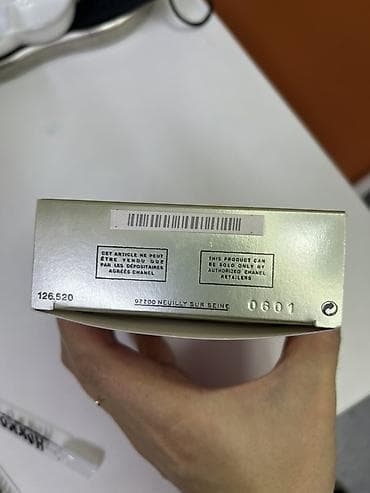 CET ARTICLE NE PEUT
ÊTRE VENDU QUE
PAR LES DÉPOSITAIRES
AGRÉÉS CHANEL
THIS PRODUCT CAN
BE SOLD ONLY BY
AUTHORIZED CHANEL
RETAILERS
126.520
92200 NEUILLY SUR SEINE
0601